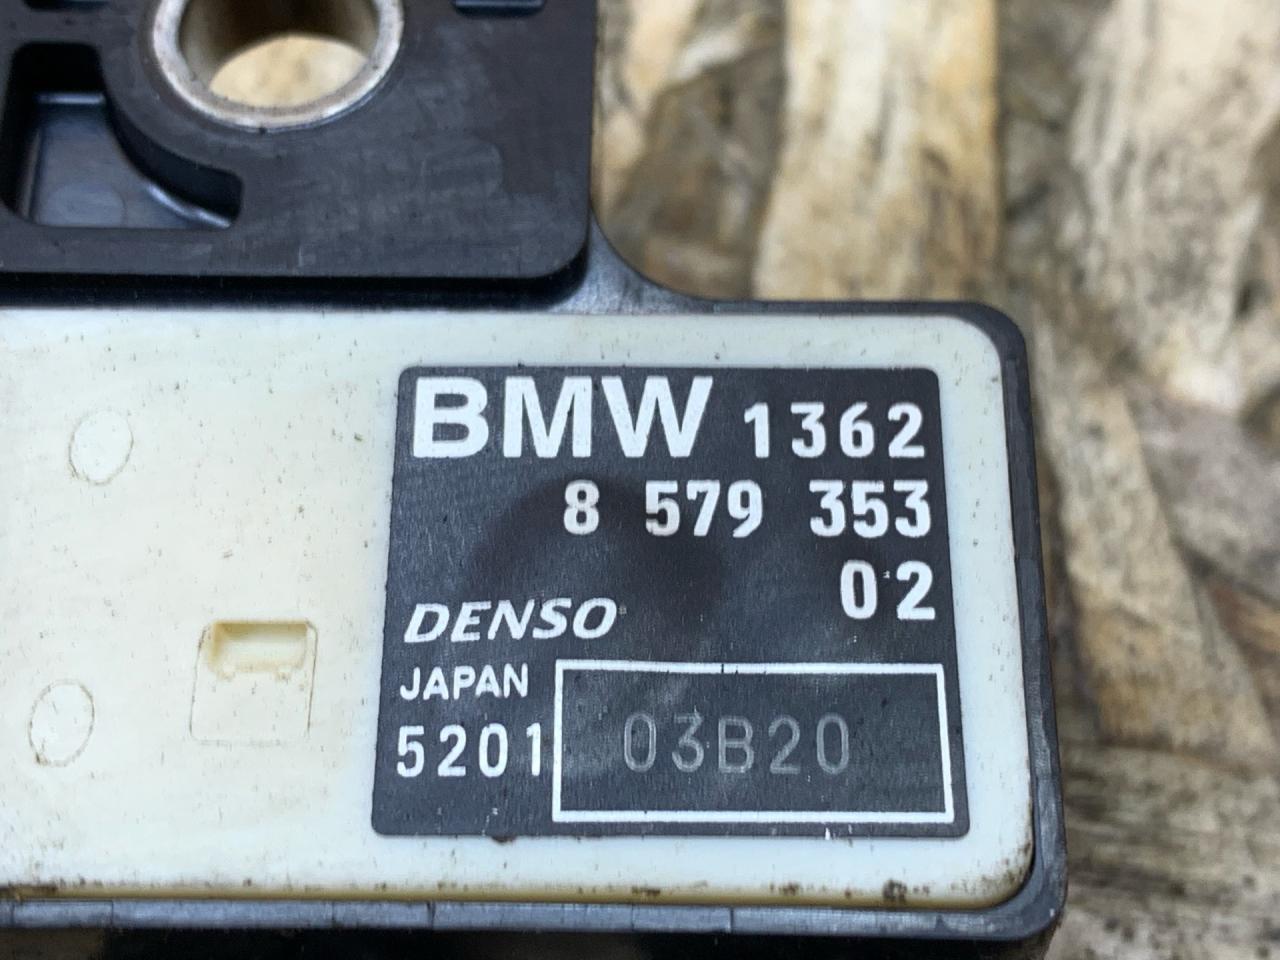 BMW 1362
8 579 353
02
DENSO
JAPAN
5201 03B20